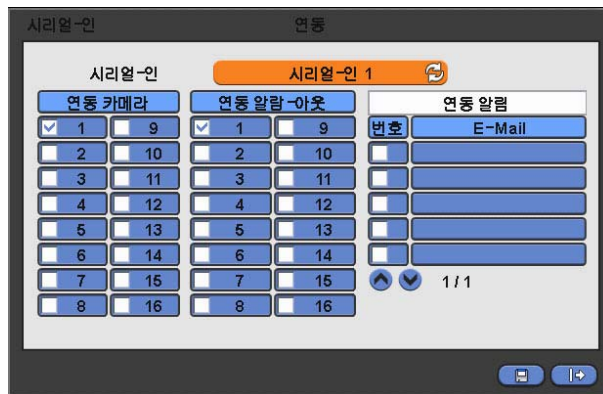 시리얼-인 연동
시리얼-인 시리얼-인 1
연동 카메라 연동 알람-아웃 연동 알림
1 9 1 9 번호 E-Mail
2 10 2 10
3 11 3 11
4 12 4 12
5 13 5 13
6 14 6 14
7 15 7 15 1/1
8 16 8 16